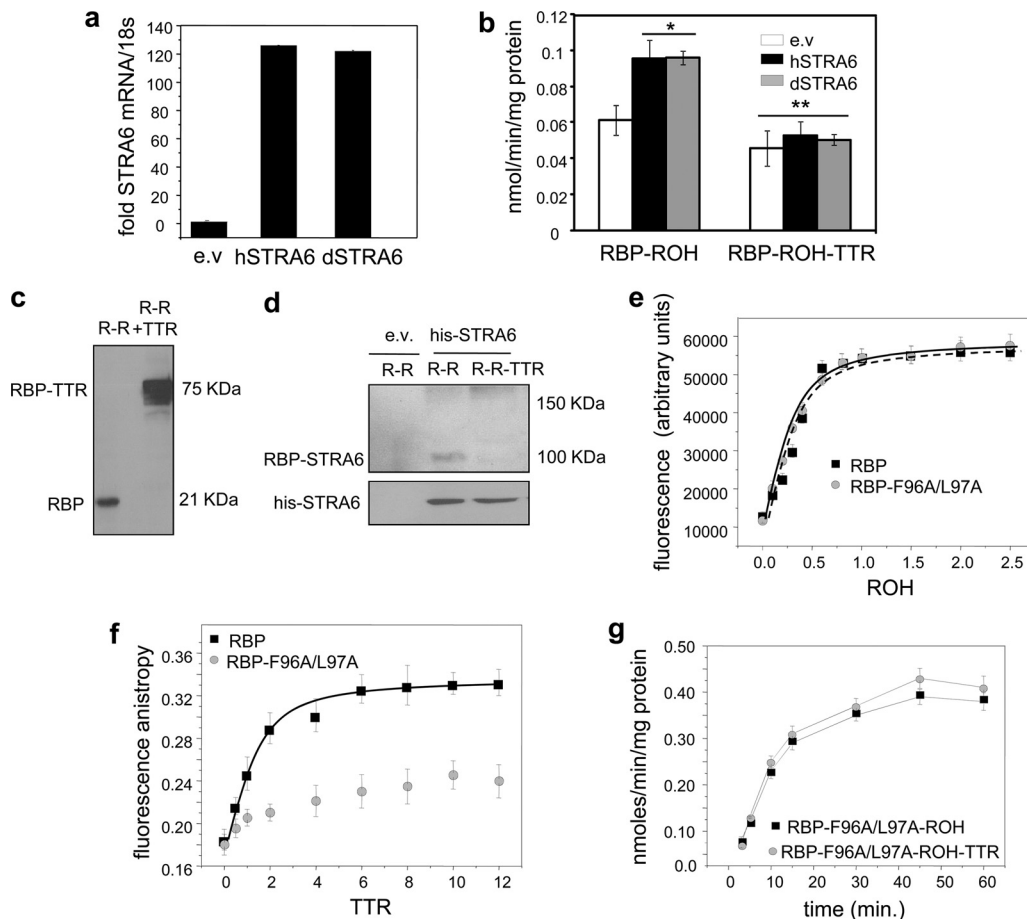 a
fold STRA6 mRNA/18s
120
100
80
60
40
20
0
e.v hSTRA6 dSTRA6
b
nmol/min/mg protein
0.12
0.1
0.08
0.06
0.04
0.02
0
*
**
e.v
hSTRA6
dSTRA6
RBP-ROH RBP-ROH-TTR
c
R-R
R-R +TTR
RBP-TTR 75 KDa
RBP 21 KDa
d
e.v. his-STRA6
R-R R-R R-R-TTR
150 KDa
RBP-STRA6 100 KDa
his-STRA6
e
fluorescence (arbitrary units)
60000
50000
40000
30000
20000
10000
RBP
RBP-F96A/L97A
0.0 0.5 1.0 1.5 2.0 2.5
ROH
f
fluorescence anistropy
0.36
0.32
0.28
0.24
0.20
0.16
RBP
RBP-F96A/L97A
0 2 4 6 8 10 12
TTR
g
nmoles/min/mg protein
0.50
0.40
0.30
0.20
0.10
0.0
RBP-F96A/L97A-ROH
RBP-F96A/L97A-ROH-TTR
0 10 20 30 40 50 60
time (min.)